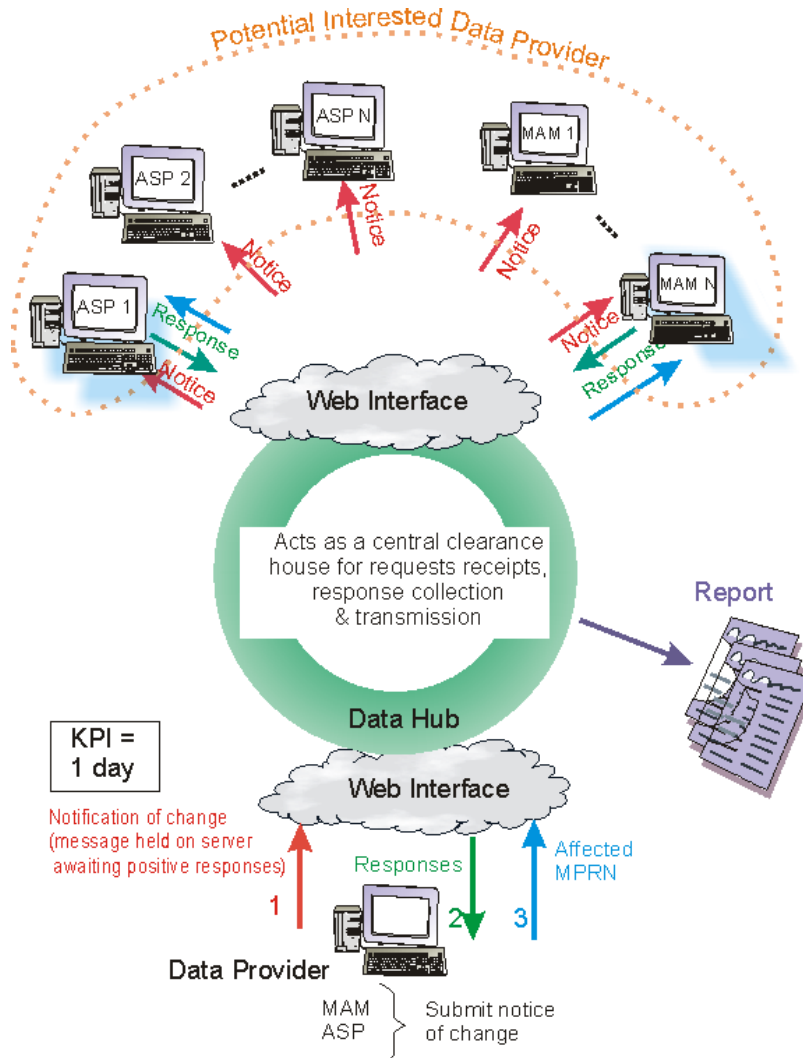 Potential Interested Data Provider
ASP N
MAM 1
ASP 2
Notice
Notice
Notice
ASP 1
MAM N
Response
Notice
Notice
Response
Web Interface
Acts as a central clearance
house for requests receipts,
response collection
& transmission
Report
Data Hub
KPI =
1 day
Web Interface
Notification of change
(message held on server
awaiting positive responses)
Responses
Affected
MPRN
1
2
3
Data Provider
MAM
ASP
Submit notice
of change